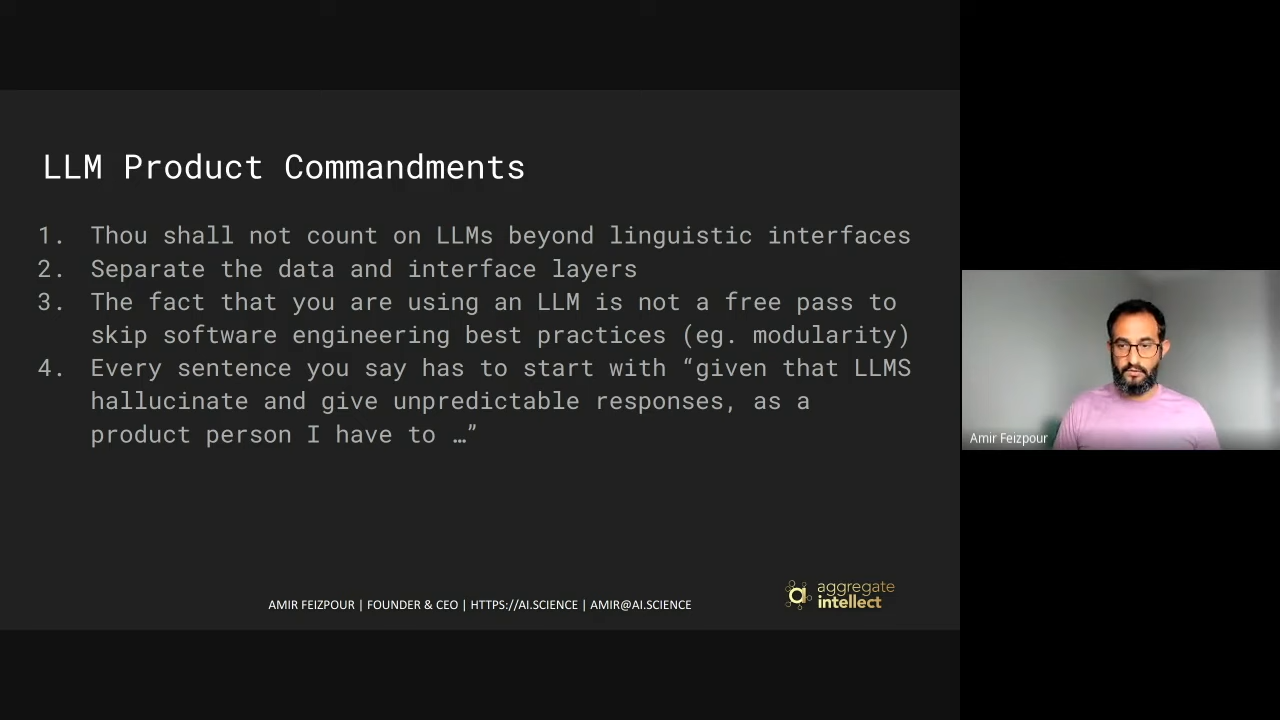 LLM Product Commandments
1. Thou shall not count on LLMs beyond linguistic interfaces
2. Separate the data and interface layers
3. The fact that you are using an LLM is not a free pass to
skip software engineering best practices (eg. modularity)
4. Every sentence you say has to start with “given that LLMS
hallucinate and give unpredictable responses, as a
product person I have to …”
Amir Feizpour
AMIR FEIZPOUR | FOUNDER & CEO | HTTPS://AI.SCIENCE | AMIR@AI.SCIENCE
aggregate
intellect